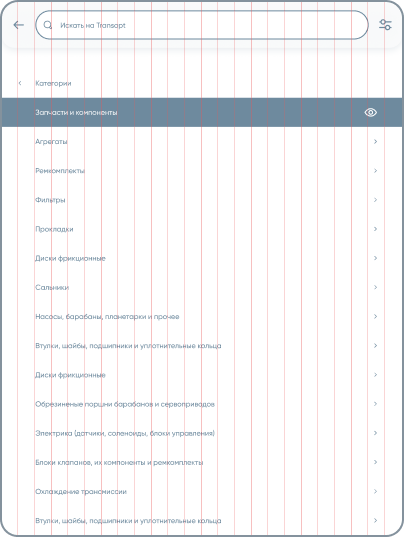 Искать на Transopt
Категории
Запчасти и компоненты
Агрегаты
Ремкомплекты
Фильтры
Прокладки
Диски фрикционные
Сальники
Насосы, барабаны, планетарки и прочее
Втулки, шайбы, подшипники и уплотнительные кольца
Диски фрикционные
Обрезиненые поршни барабанов и сервоприводов
Электрика (датчики, соленоиды, блоки управления)
Блоки клапанов, их компоненты и ремкомплекты
Охлаждение трансмиссии
Втулки, шайбы, подшипники и уплотнительные кольца